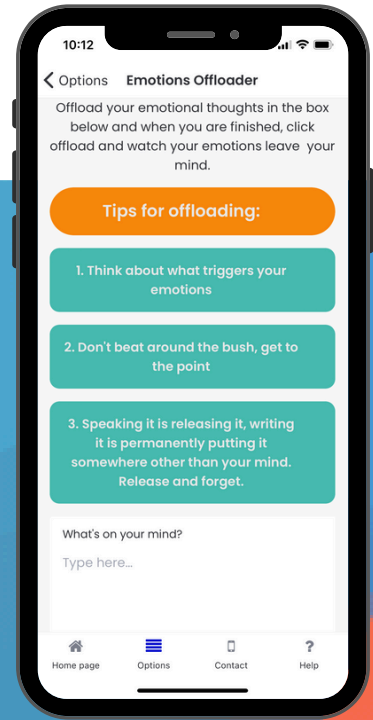 10:12
Options Emotions Offloader
Offload your emotional thoughts in the box
below and when you are finished, click
offload and watch your emotions leave your
mind.
Tips for offloading:
1. Think about what triggers your
emotions
2. Don't beat around the bush, get to
the point
3. Speaking it is releasing it, writing
it is permanently putting it
somewhere other than your mind.
Release and forget.
What's on your mind?
Type here...
Home page Options Contact Help